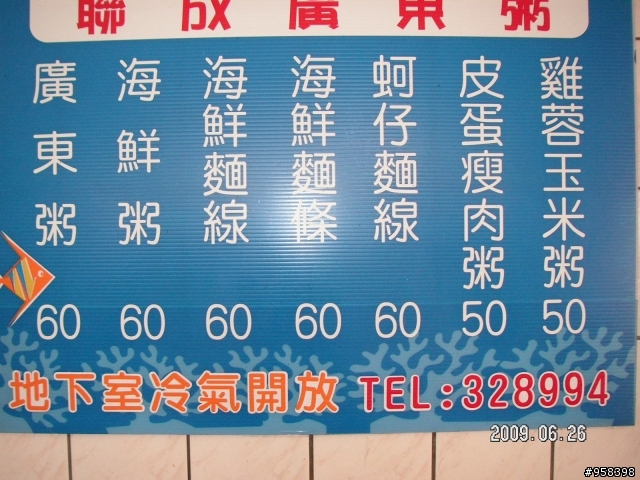 聯成廣東粥
廣東粥 60
海鮮粥 60
海鮮麵線 60
海鮮麵條 60
蚵仔麵線 60
皮蛋瘦肉粥 50
雞蓉玉米粥 50
地下室冷氣開放 TEL:328994
2009.06.26
#958398